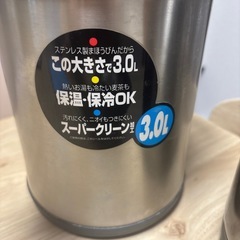 ステンレス製まほうびんだから
この大きさで3.0L
熱いお湯も冷たい麦茶も
保温・保冷OK
汚れにくく、ニオイもつきにくい
スーパークリーン加工
3.0L